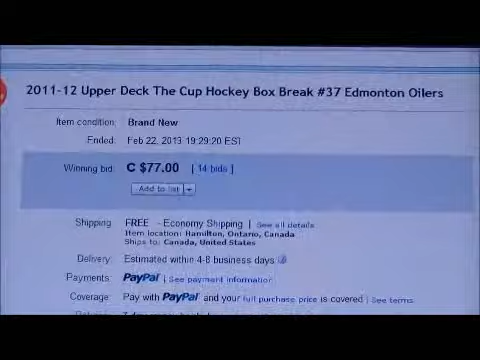 2011-12 Upper Deck The Cup Hockey Box Break #37 Edmonton Oilers
Item condition: Brand New
Ended: Feb 22, 2013 19:29:20 EST
Winning bid: C $77.00 [ 14 bids ]
Add to list
Shipping: FREE - Economy Shipping | See all details
Item location: Hamilton, Ontario, Canada
Ships to: Canada, United States
Delivery: Estimated within 4-8 business days
Payments: PayPal | See payment information
Coverage: Pay with PayPal and your full purchase price is covered | See terms